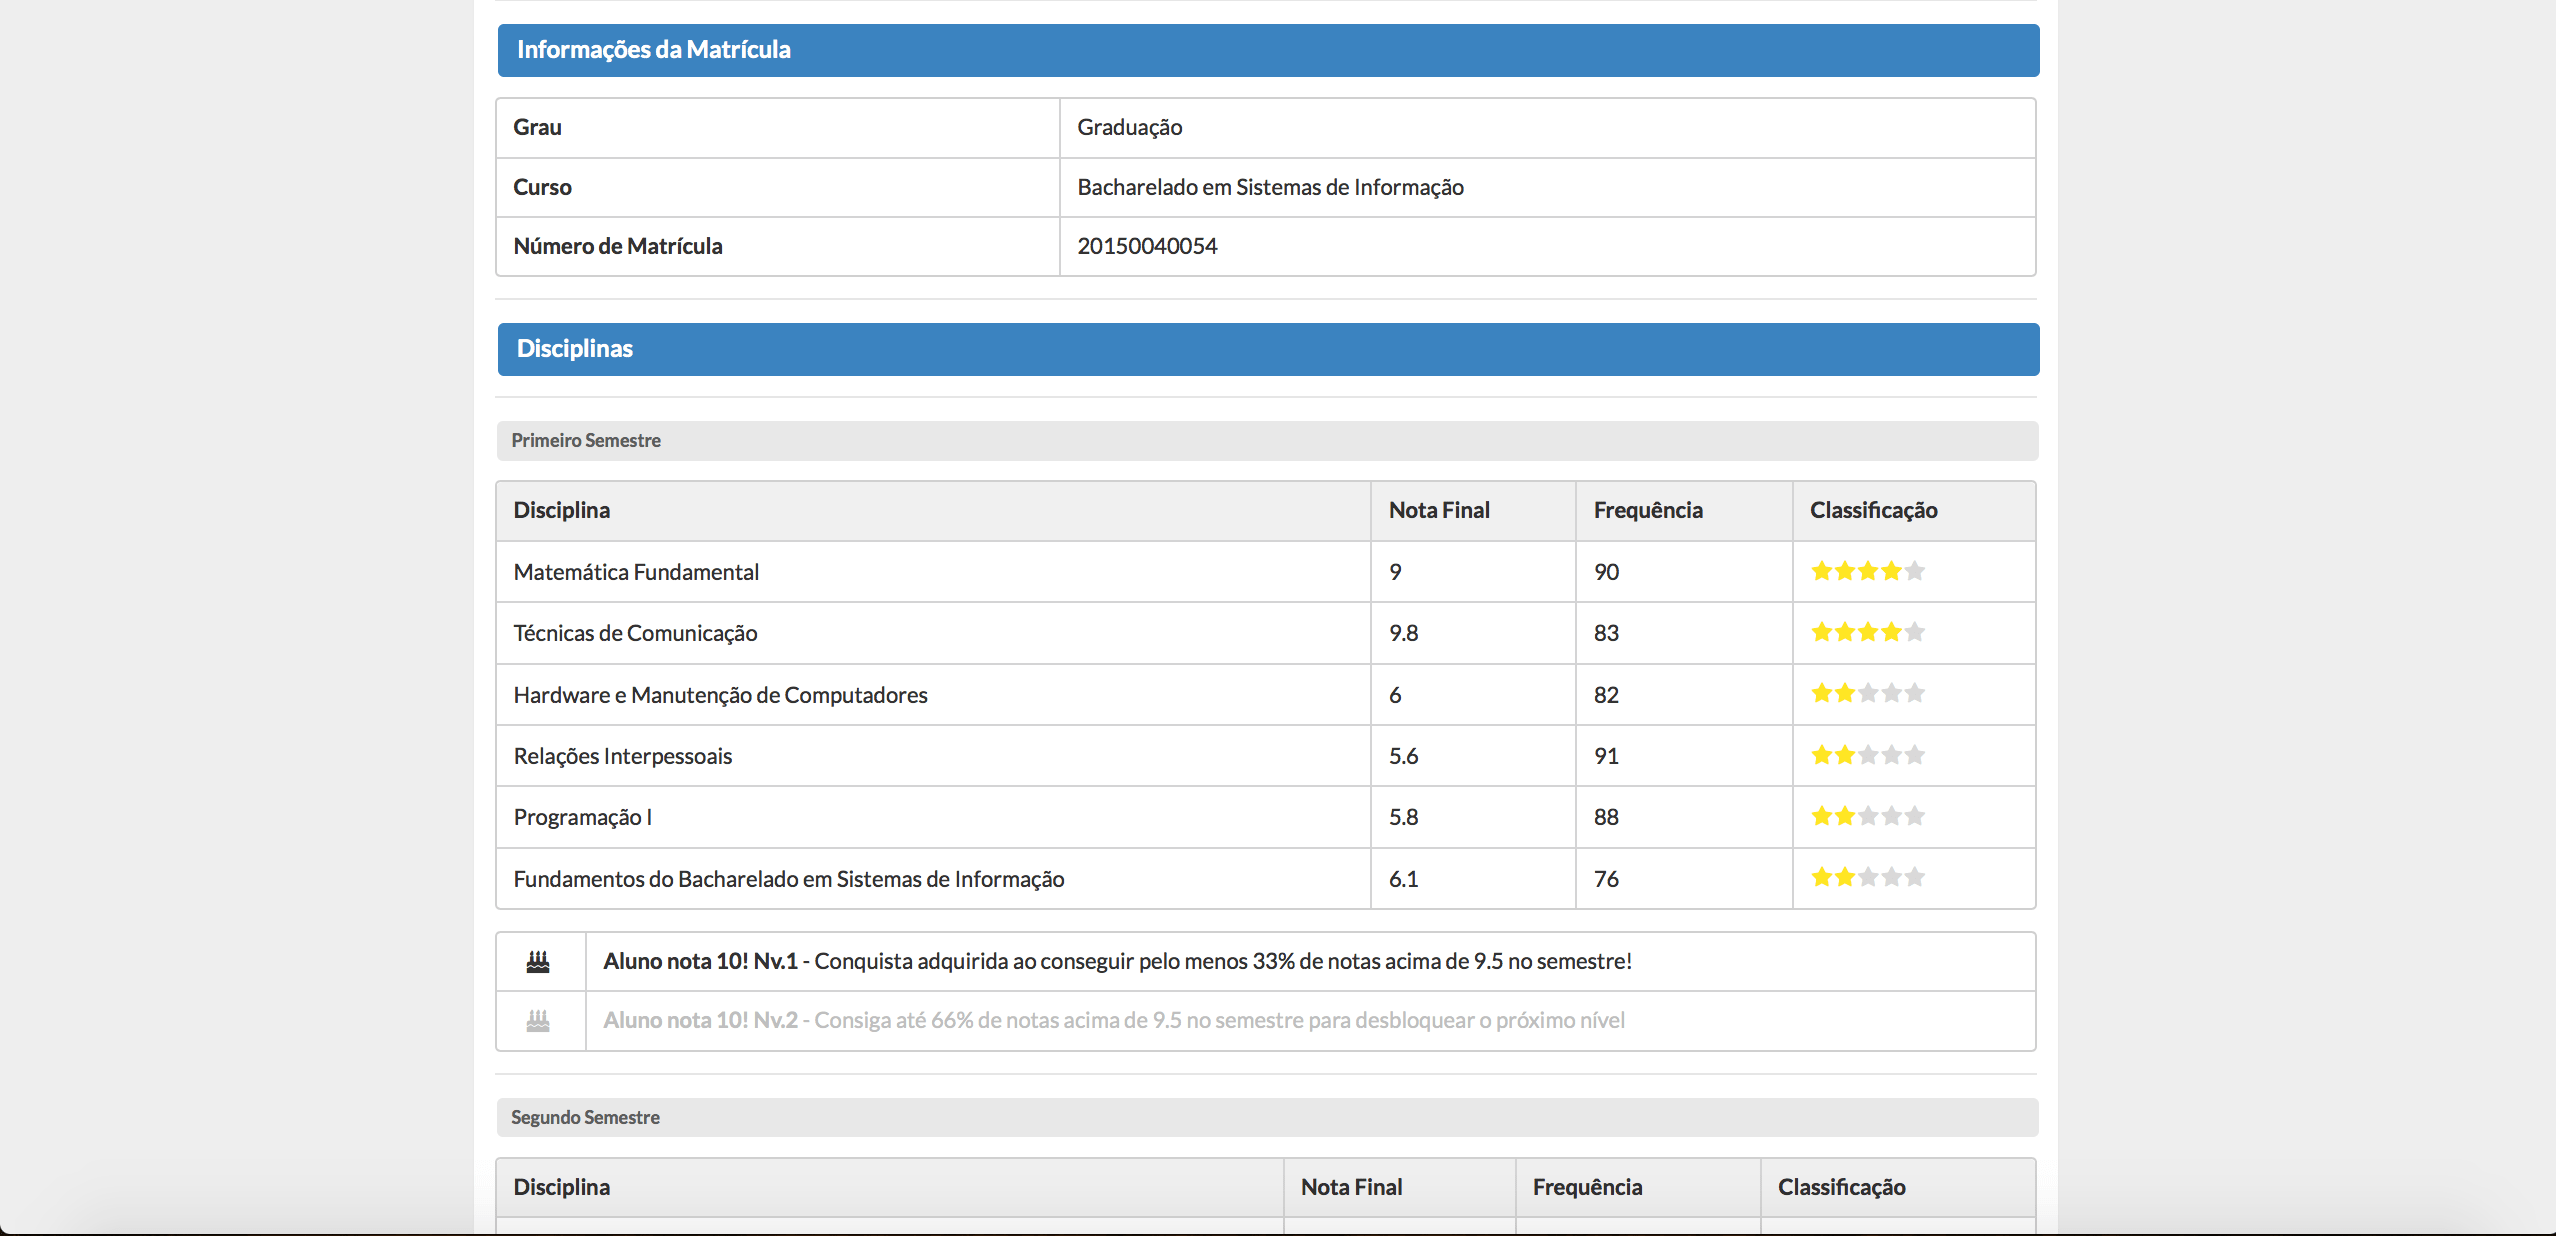 Informações da Matrícula
Grau Graduação
Curso Bacharelado em Sistemas de Informação
Número de Matrícula 20150040054
Disciplinas
Primeiro Semestre
Disciplina Nota Final Frequência Classificação
Matemática Fundamental 9 90
Técnicas de Comunicação 9.8 83
Hardware e Manutenção de Computadores 6 82
Relações Interpessoais 5.6 91
Programação I 5.8 88
Fundamentos do Bacharelado em Sistemas de Informação 6.1 76
Aluno nota 10! Nv.1 - Conquista adquirida ao conseguir pelo menos 33% de notas acima de 9.5 no semestre!
Aluno nota 10! Nv.2 - Consiga até 66% de notas acima de 9.5 no semestre para desbloquear o próximo nível
Segundo Semestre
Disciplina Nota Final Frequência Classificação